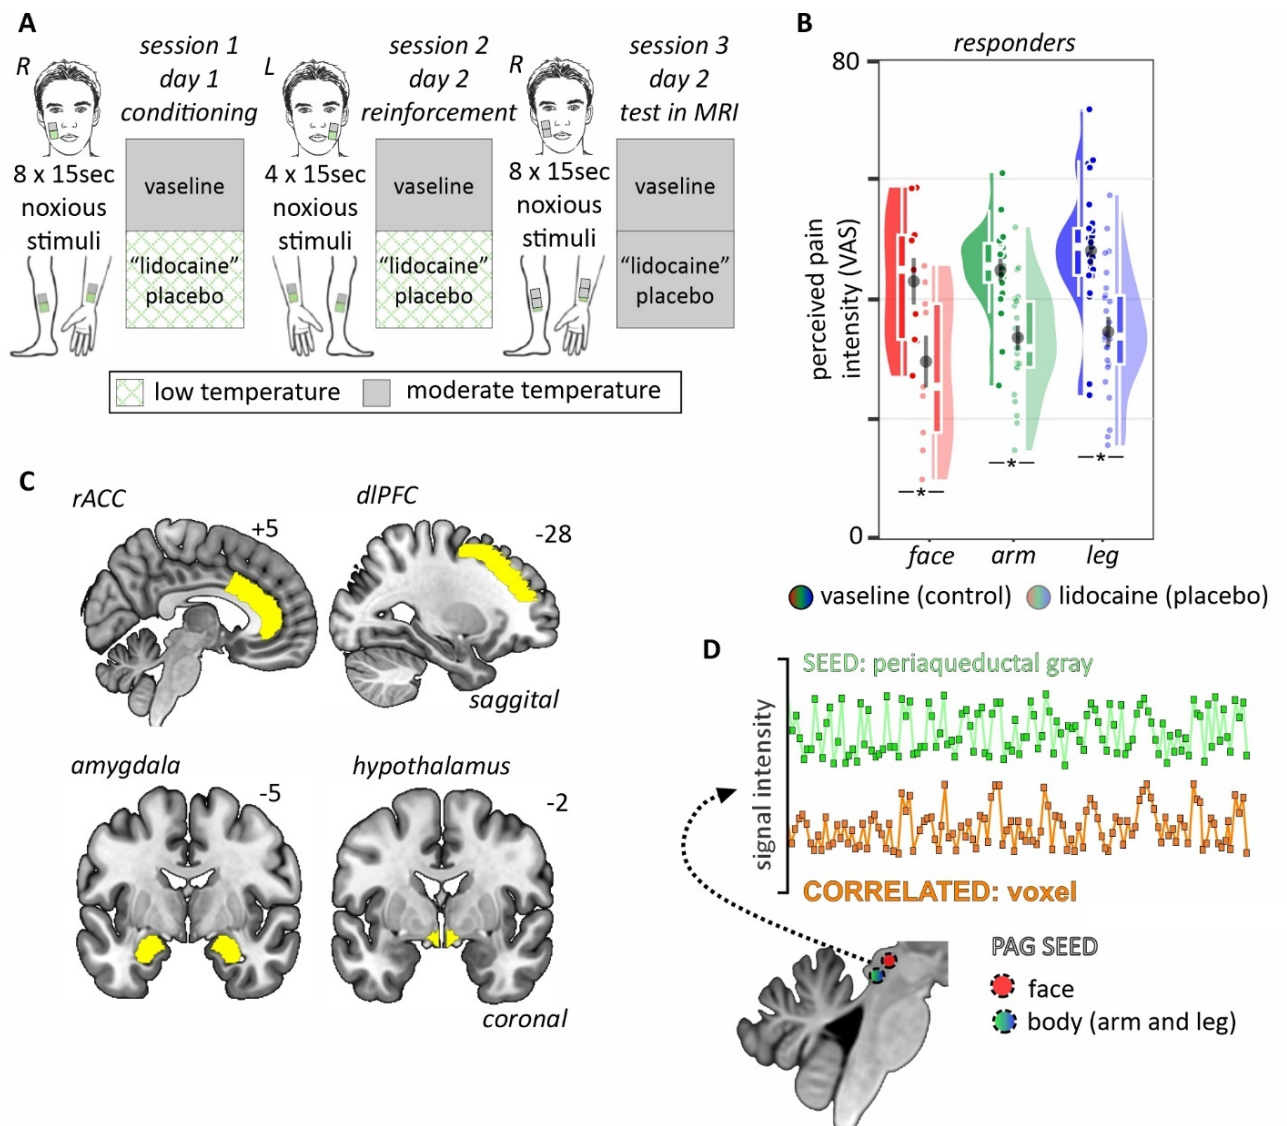 A
R
session 1
day 1
conditioning
8 x 15sec
noxious
stimuli
vaseline
“lidocaine”
placebo
L
session 2
day 2
reinforcement
4 x 15sec
noxious
stimuli
vaseline
“lidocaine”
placebo
R
session 3
day 2
test in MRI
8 x 15sec
noxious
stimuli
vaseline
“lidocaine”
placebo
low temperature
moderate temperature
B
responders
80
perceived pain
intensity (VAS)
0
*
*
*
face
arm
leg
vaseline (control)
lidocaine (placebo)
C
rACC
+5
dlPFC
-28
saggital
amygdala
-5
hypothalamus
-2
coronal
D
SEED: periaqueductal gray
signal intensity
CORRELATED: voxel
PAG SEED
face
body (arm and leg)